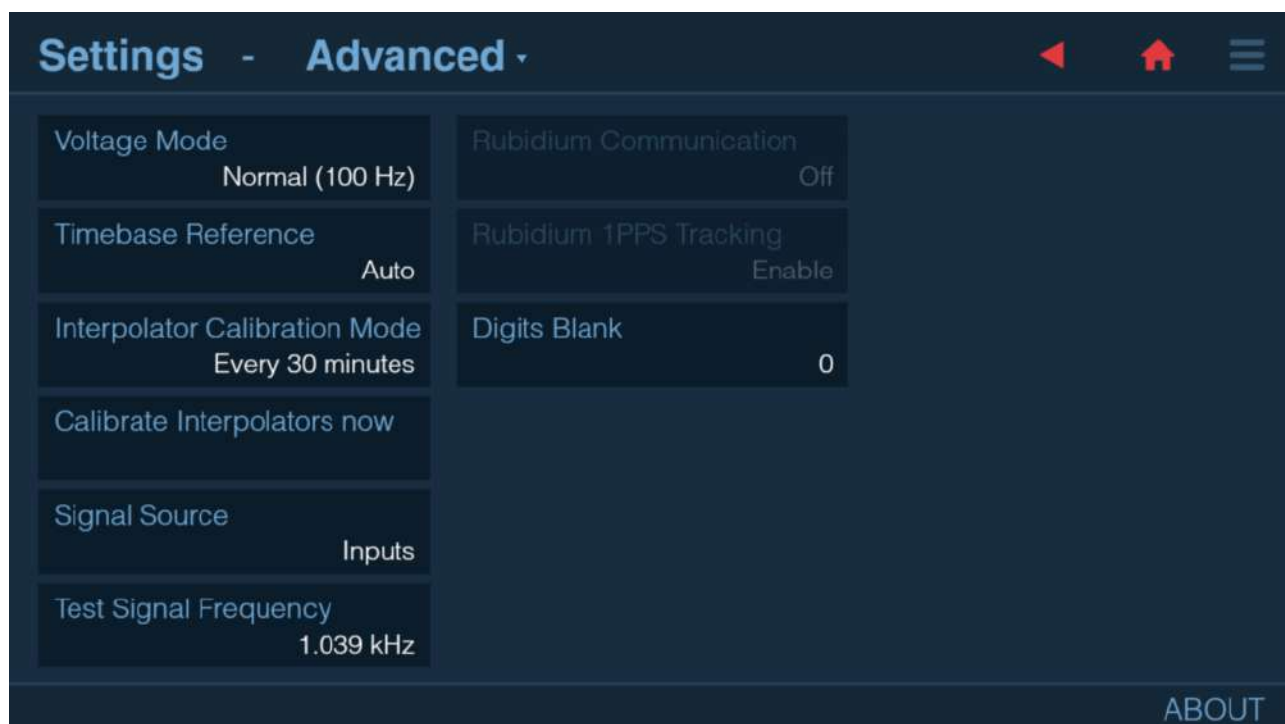 Settings - Advanced
Voltage Mode
Normal (100 Hz)
Timebase Reference
Auto
Interpolator Calibration Mode
Every 30 minutes
Calibrate Interpolators now
Signal Source
Inputs
Test Signal Frequency
1.039 kHz
Rubidium Communication
Off
Rubidium 1PPS Tracking
Enable
Digits Blank
0
ABOUT